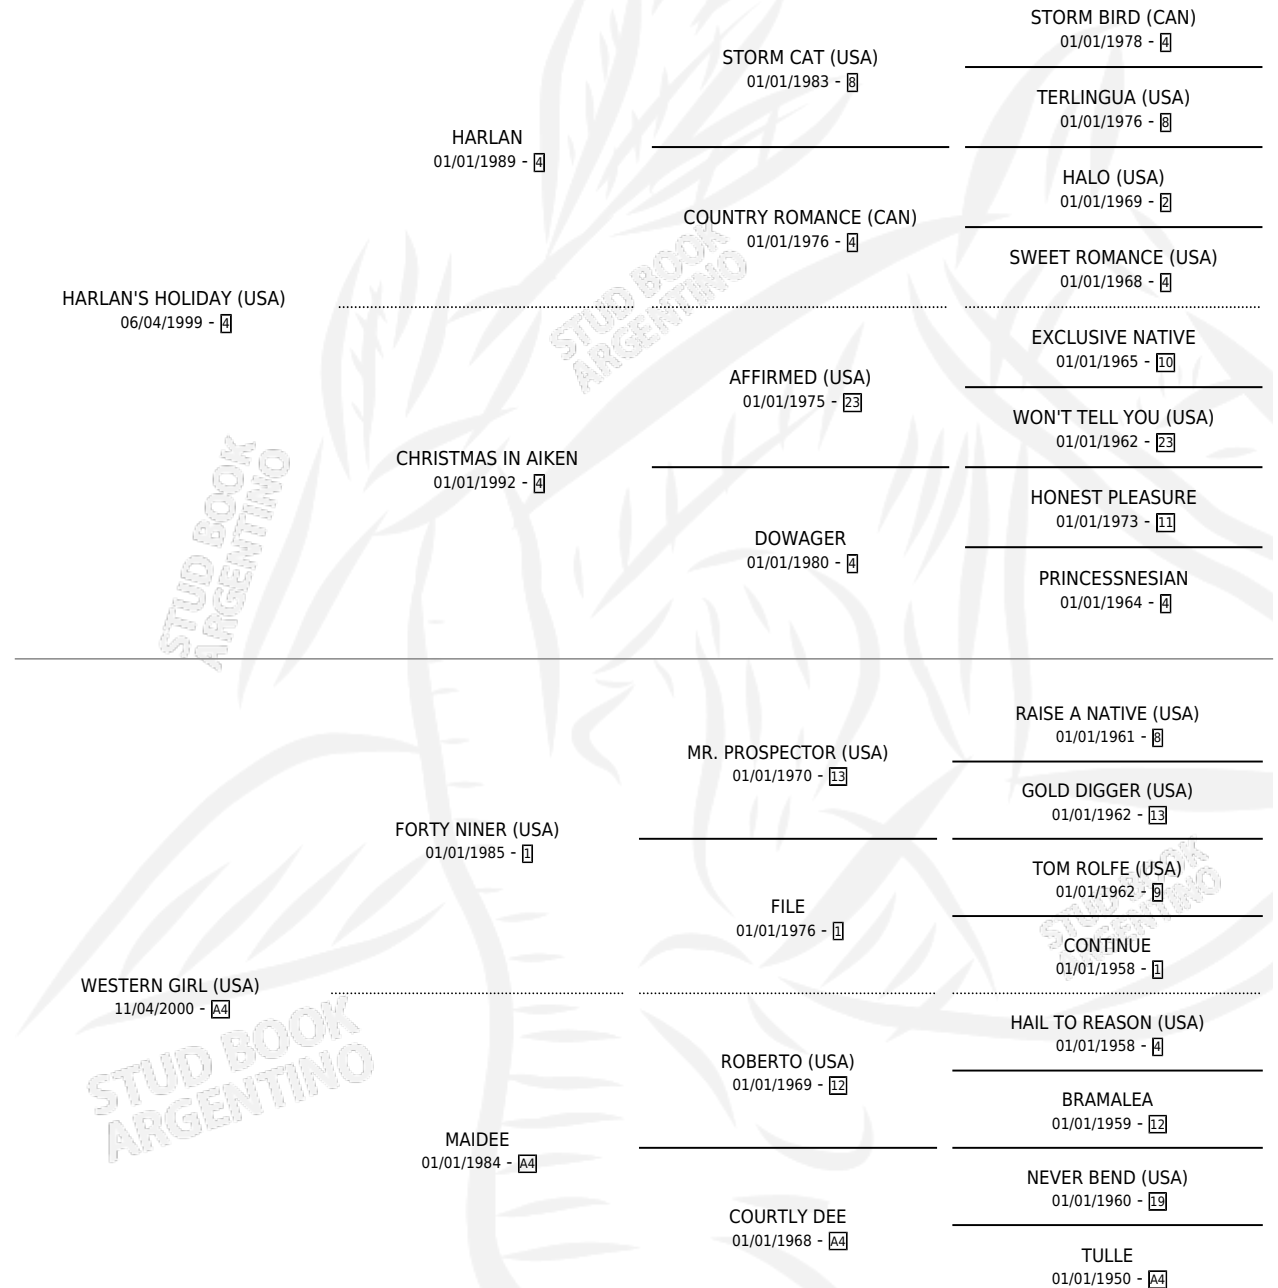 STORM BIRD (CAN)
01/01/1978 - 4
STORM CAT (USA)
01/01/1983 - 8
TERLINGUA (USA)
01/01/1976 - 8
HARLAN
01/01/1989 - 4
HALO (USA)
01/01/1969 - 2
COUNTRY ROMANCE (CAN)
01/01/1976 - 4
SWEET ROMANCE (USA)
01/01/1968 - 4
HARLAN'S HOLIDAY (USA)
06/04/1999 - 4
EXCLUSIVE NATIVE
01/01/1965 - 10
AFFIRMED (USA)
01/01/1975 - 23
WON'T TELL YOU (USA)
01/01/1962 - 23
CHRISTMAS IN AIKEN
01/01/1992 - 4
HONEST PLEASURE
01/01/1973 - 11
DOWAGER
01/01/1980 - 4
PRINCESSNESIAN
01/01/1964 - 4
RAISE A NATIVE (USA)
01/01/1961 - 8
MR. PROSPECTOR (USA)
01/01/1970 - 13
GOLD DIGGER (USA)
01/01/1962 - 13
FORTY NINER (USA)
01/01/1985 - 1
TOM ROLFE (USA)
01/01/1962 - 9
FILE
01/01/1976 - 1
CONTINUE
01/01/1958 - 1
WESTERN GIRL (USA)
11/04/2000 - A4
HAIL TO REASON (USA)
01/01/1958 - 4
ROBERTO (USA)
01/01/1969 - 12
BRAMALEA
01/01/1959 - 12
MAIDEE
01/01/1984 - A4
NEVER BEND (USA)
01/01/1960 - 19
COURTLY DEE
01/01/1968 - A4
TULLE
01/01/1950 - A4
STUD BOOK
ARGENTINO
STUD BOOK
ARGENTINO
STUD BOOK
ARGENTINO
STUD BOOK
ARGENTINO